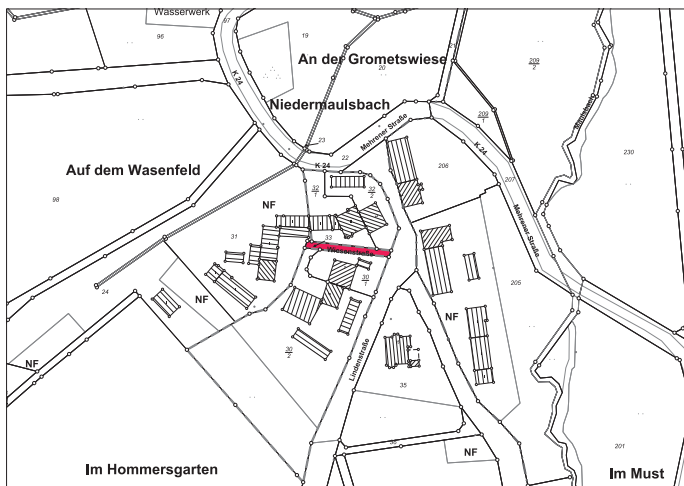 Wasserwerk
97
96
19
An der Grometswiese
20
209
2
K 24
Niedermaulsbach
209
1
Maulsbach
23
Mehrener Straße
K 24
22
K 24
230
Auf dem Wasenfeld
206
207
32
1
32
2
98
NF
Mehrener Straße
31
33
Wiesenstraße
30
1
24
NF
205
NF
Lindenstraße
30
2
NF
35
NF
201
Im Hommersgarten
Im Must